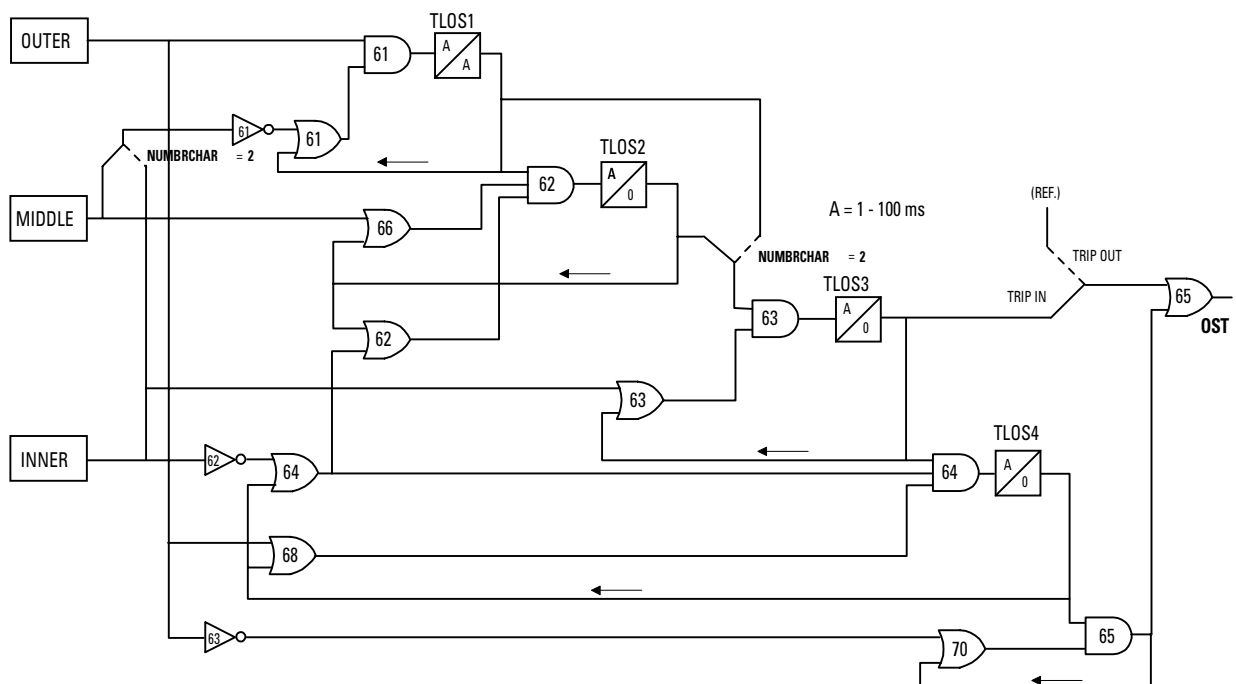 TLOS1
OUTER
61
A
A
61
61
NUMBRCHAR = 2
TLOS2
62
A
0
MIDDLE
66
A = 1 - 100 ms
(REF.)
NUMBRCHAR = 2
TRIP OUT
TLOS3
TRIP IN
65
OST
63
A
0
62
63
INNER
62
64
TLOS4
64
A
0
68
63
70
65